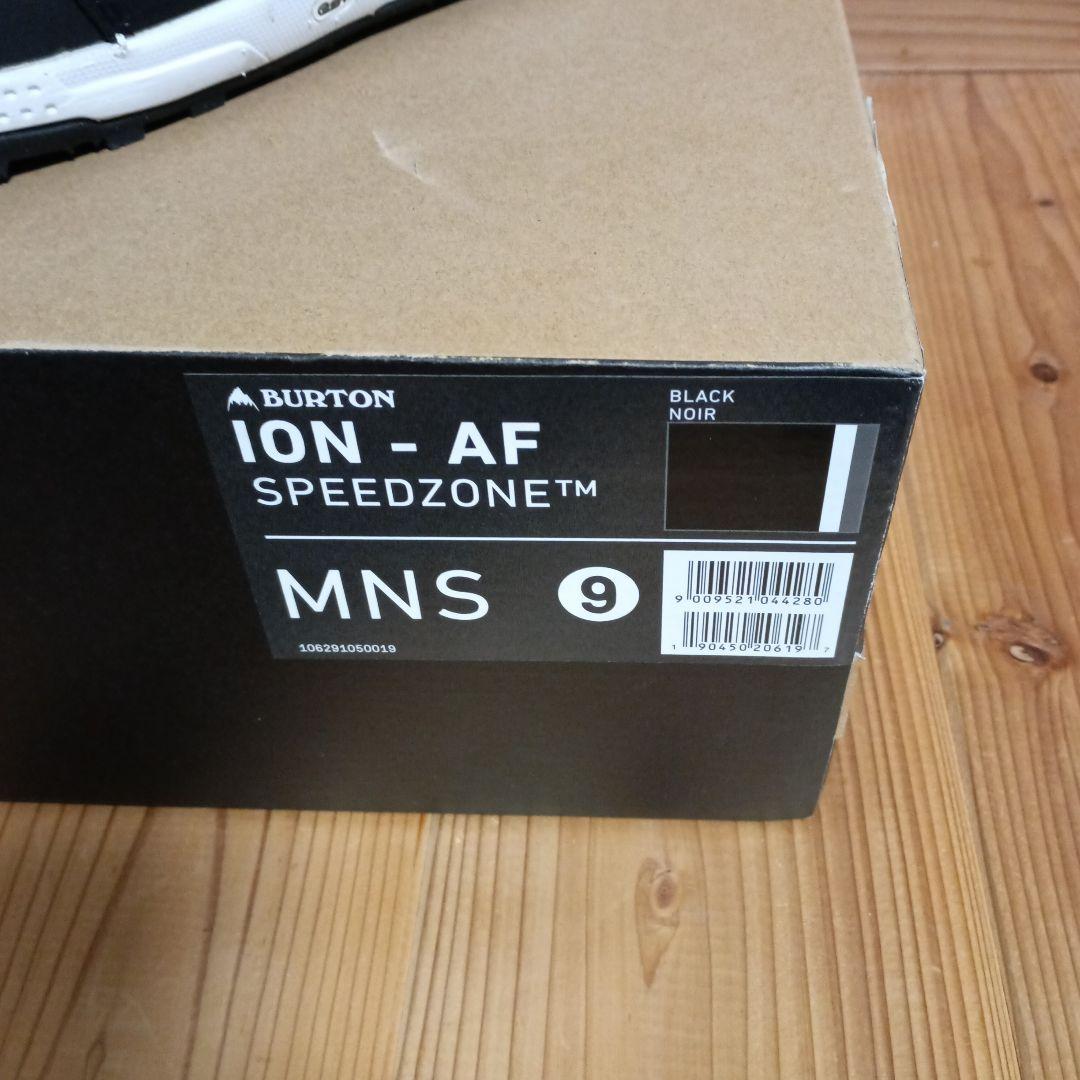 BURTON
ION - AF
SPEEDZONE™
MNS 9
106291050019
BLACK
NOIR
9 009521 044280
1 90450 20619 7